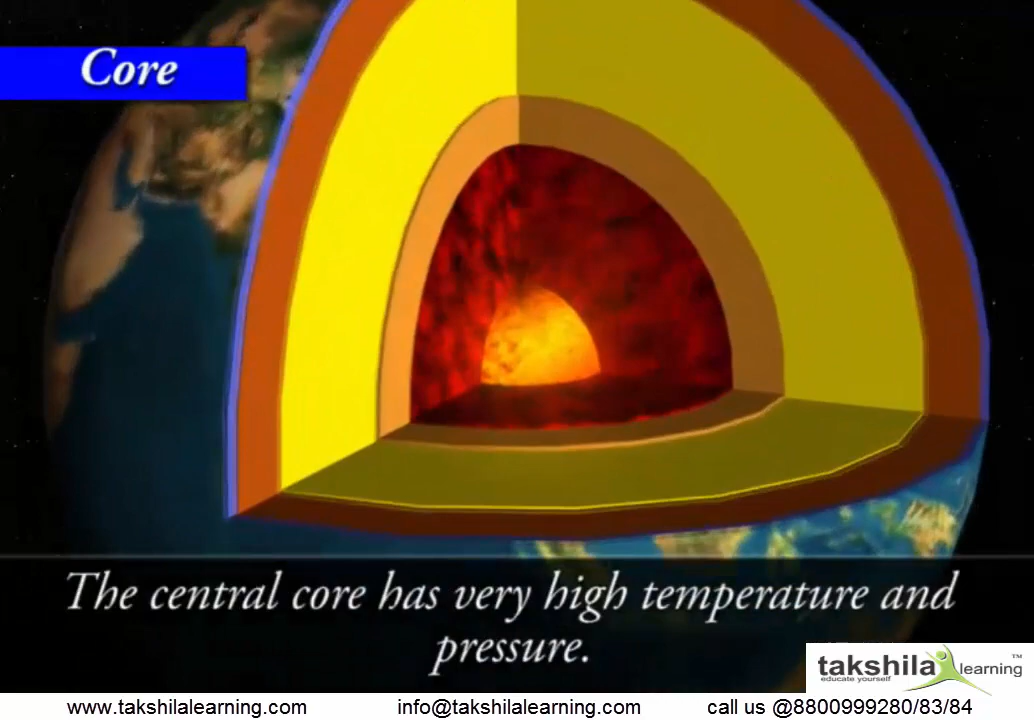 Core
The central core has very high temperature and
pressure.
takshila learning ™
educate yourself
www.takshilalearning.com info@takshilalearning.com call us @8800999280/83/84